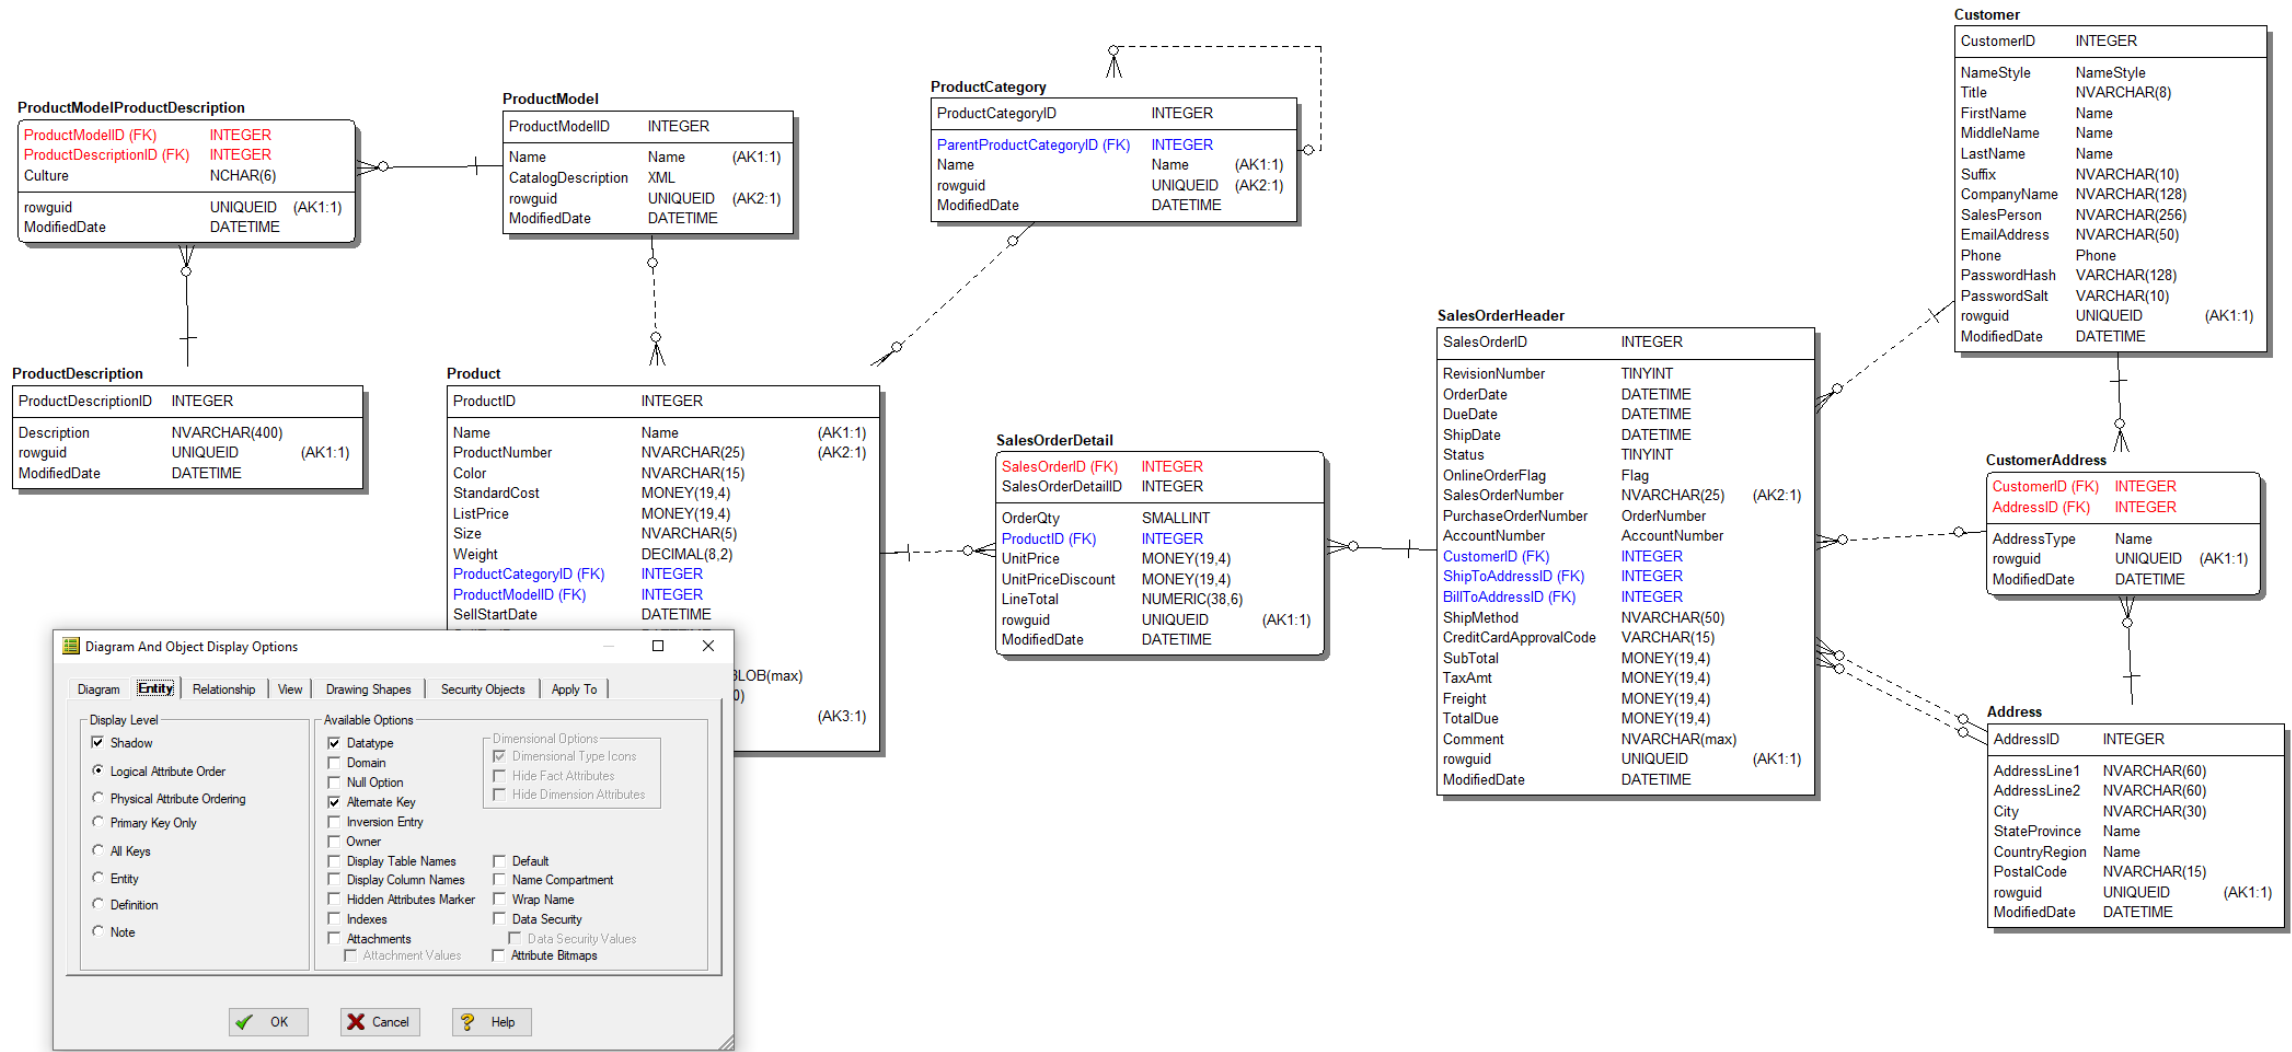 ProductModelProductDescription
ProductModelID (FK) INTEGER
ProductDescriptionID (FK) INTEGER
Culture NCHAR(6)
rowguid UNIQUEID (AK1:1)
ModifiedDate DATETIME
ProductModel
ProductModelID INTEGER
Name Name (AK1:1)
CatalogDescription XML
rowguid UNIQUEID (AK2:1)
ModifiedDate DATETIME
ProductCategory
ProductCategoryID INTEGER
ParentProductCategoryID (FK) INTEGER
Name Name (AK1:1)
rowguid UNIQUEID (AK2:1)
ModifiedDate DATETIME
Customer
CustomerID INTEGER
NameStyle NameStyle
Title NVARCHAR(8)
FirstName Name
MiddleName Name
LastName Name
Suffix NVARCHAR(10)
CompanyName NVARCHAR(128)
SalesPerson NVARCHAR(256)
EmailAddress NVARCHAR(50)
Phone Phone
PasswordHash VARCHAR(128)
PasswordSalt VARCHAR(10)
rowguid UNIQUEID (AK1:1)
ModifiedDate DATETIME
ProductDescription
ProductDescriptionID INTEGER
Description NVARCHAR(400)
rowguid UNIQUEID (AK1:1)
ModifiedDate DATETIME
Product
ProductID INTEGER
Name Name (AK1:1)
ProductNumber NVARCHAR(25) (AK2:1)
Color NVARCHAR(15)
StandardCost MONEY(19,4)
ListPrice MONEY(19,4)
Size NVARCHAR(5)
Weight DECIMAL(8,2)
ProductCategoryID (FK) INTEGER
ProductModelID (FK) INTEGER
SellStartDate DATETIME
BLOB(max)
0)
(AK3:1)
SalesOrderDetail
SalesOrderID (FK) INTEGER
SalesOrderDetailID INTEGER
OrderQty SMALLINT
ProductID (FK) INTEGER
UnitPrice MONEY(19,4)
UnitPriceDiscount MONEY(19,4)
LineTotal NUMERIC(38,6)
rowguid UNIQUEID (AK1:1)
ModifiedDate DATETIME
SalesOrderHeader
SalesOrderID INTEGER
RevisionNumber TINYINT
OrderDate DATETIME
DueDate DATETIME
ShipDate DATETIME
Status TINYINT
OnlineOrderFlag Flag
SalesOrderNumber NVARCHAR(25) (AK2:1)
PurchaseOrderNumber OrderNumber
AccountNumber AccountNumber
CustomerID (FK) INTEGER
ShipToAddressID (FK) INTEGER
BillToAddressID (FK) INTEGER
ShipMethod NVARCHAR(50)
CreditCardApprovalCode VARCHAR(15)
SubTotal MONEY(19,4)
TaxAmt MONEY(19,4)
Freight MONEY(19,4)
TotalDue MONEY(19,4)
Comment NVARCHAR(max)
rowguid UNIQUEID (AK1:1)
ModifiedDate DATETIME
CustomerAddress
CustomerID (FK) INTEGER
AddressID (FK) INTEGER
AddressType Name
rowguid UNIQUEID (AK1:1)
ModifiedDate DATETIME
Address
AddressID INTEGER
AddressLine1 NVARCHAR(60)
AddressLine2 NVARCHAR(60)
City NVARCHAR(30)
StateProvince Name
CountryRegion Name
PostalCode NVARCHAR(15)
rowguid UNIQUEID (AK1:1)
ModifiedDate DATETIME
Diagram And Object Display Options
Diagram Entity Relationship View Drawing Shapes Security Objects Apply To
Display Level
Shadow
Logical Attribute Order
Physical Attribute Ordering
Primary Key Only
All Keys
Entity
Definition
Note
Available Options
Datatype
Domain
Null Option
Alternate Key
Inversion Entry
Owner
Display Table Names
Display Column Names
Hidden Attributes Marker
Indexes
Attachments
Attachment Values
Dimensional Options
Dimensional Type Icons
Hide Fact Attributes
Hide Dimension Attributes
Default
Name Compartment
Wrap Name
Data Security
Data Security Values
Attribute Bitmaps
OK Cancel Help